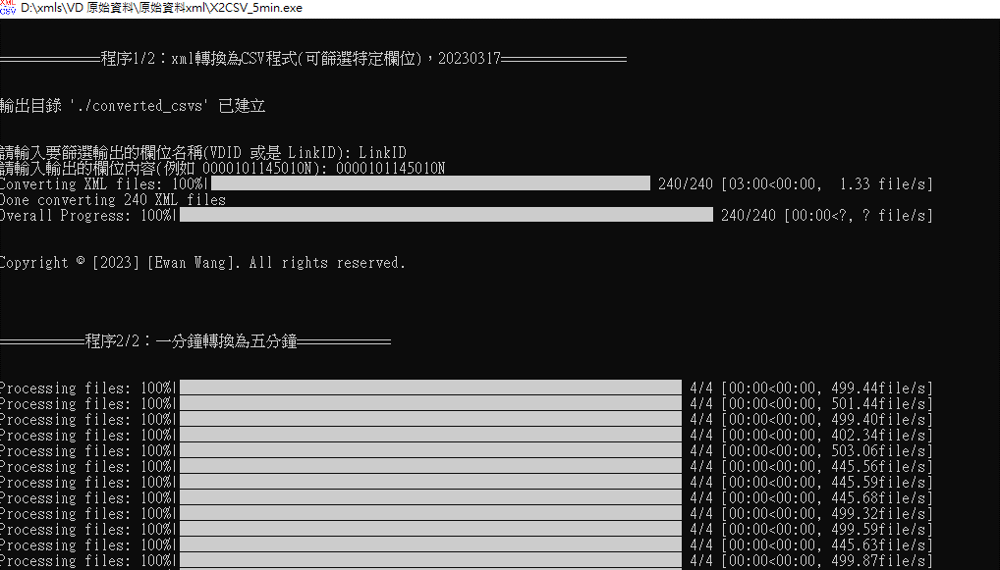 XML
CSV D:\xmls\VD 原始資料\原始資料xml\X2CSV_5min.exe
=============程序1/2：xml轉換為CSV程式(可篩選特定欄位)，20230317================
輸出目錄 './converted_csvs' 已建立
請輸入要篩選輸出的欄位名稱(VDID 或是 LinkID): LinkID
請輸入輸出的欄位內容(例如 0000101145010N): 0000101145010N
Converting XML files: 100%| 240/240 [03:00<00:00,  1.33 file/s]
Done converting 240 XML files
Overall Progress: 100%| 240/240 [00:00<?, ? file/s]
Copyright © [2023] [Ewan Wang]. All rights reserved.
===========程序2/2：一分鐘轉換為五分鐘============
Processing files: 100%| 4/4 [00:00<00:00, 499.44file/s]
Processing files: 100%| 4/4 [00:00<00:00, 501.44file/s]
Processing files: 100%| 4/4 [00:00<00:00, 499.40file/s]
Processing files: 100%| 4/4 [00:00<00:00, 402.34file/s]
Processing files: 100%| 4/4 [00:00<00:00, 503.06file/s]
Processing files: 100%| 4/4 [00:00<00:00, 445.56file/s]
Processing files: 100%| 4/4 [00:00<00:00, 445.59file/s]
Processing files: 100%| 4/4 [00:00<00:00, 445.68file/s]
Processing files: 100%| 4/4 [00:00<00:00, 499.32file/s]
Processing files: 100%| 4/4 [00:00<00:00, 499.59file/s]
Processing files: 100%| 4/4 [00:00<00:00, 445.63file/s]
Processing files: 100%| 4/4 [00:00<00:00, 499.87file/s]